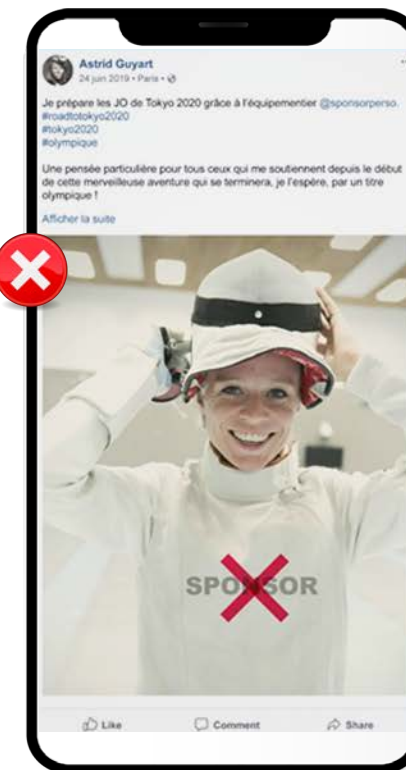 Astrid Guyart
24 juin 2019 • Paris •
Je prépare les JO de Tokyo 2020 grâce à l'équipementier @sponsorperso.
#roadtotokyo2020
#tokyo2020
#olympique
Une pensée particulière pour tous ceux qui me soutiennent depuis le début
de cette merveilleuse aventure qui se terminera, je l'espère, par un titre
olympique !
Afficher la suite
SPONSOR
Like Comment Share